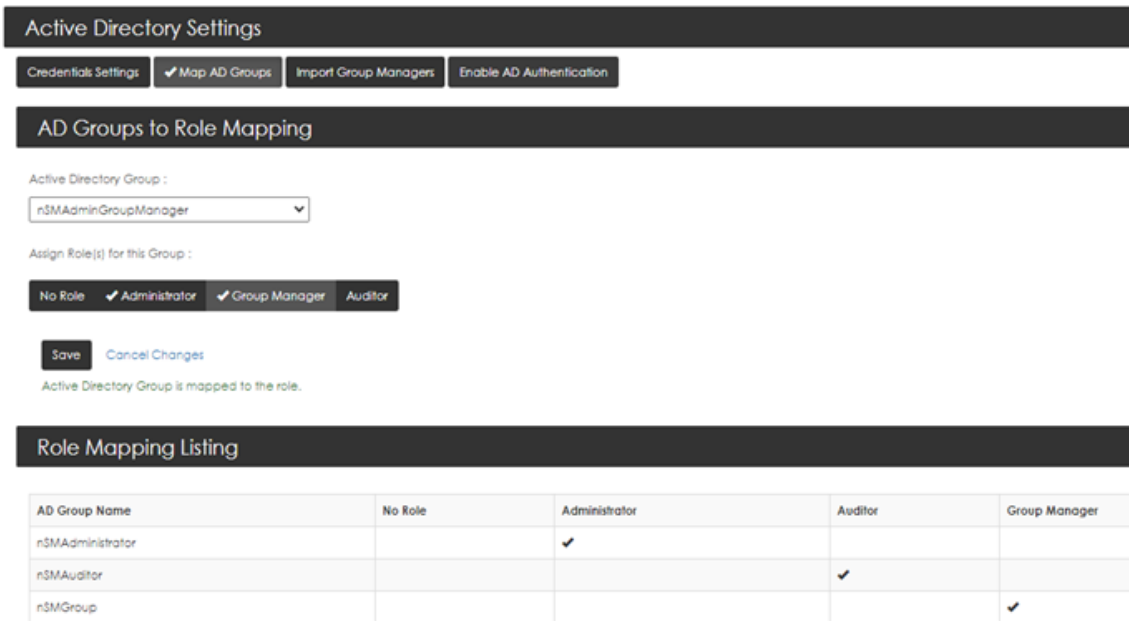 Active Directory Settings
Credentials Settings ✔Map AD Groups Import Group Managers Enable AD Authentication
AD Groups to Role Mapping
Active Directory Group :
nSMAdminGroupManager
Assign Role(s) for this Group :
No Role ✔Administrator ✔Group Manager Auditor
Save Cancel Changes
Active Directory Group is mapped to the role.
Role Mapping Listing
AD Group Name No Role Administrator Auditor Group Manager
nSMAdministrator ✔
nSMAuditor ✔
nSMGroup ✔